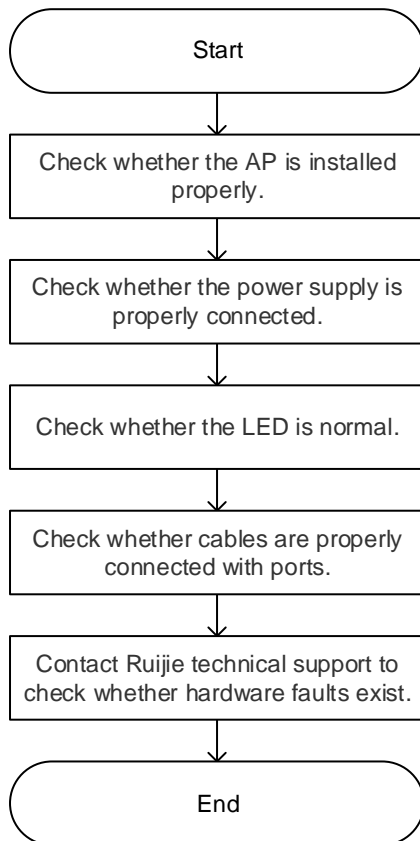 Start
Check whether the AP is installed
properly.
Check whether the power supply is
properly connected.
Check whether the LED is normal.
Check whether cables are properly
connected with ports.
Contact Ruijie technical support to
check whether hardware faults exist.
End